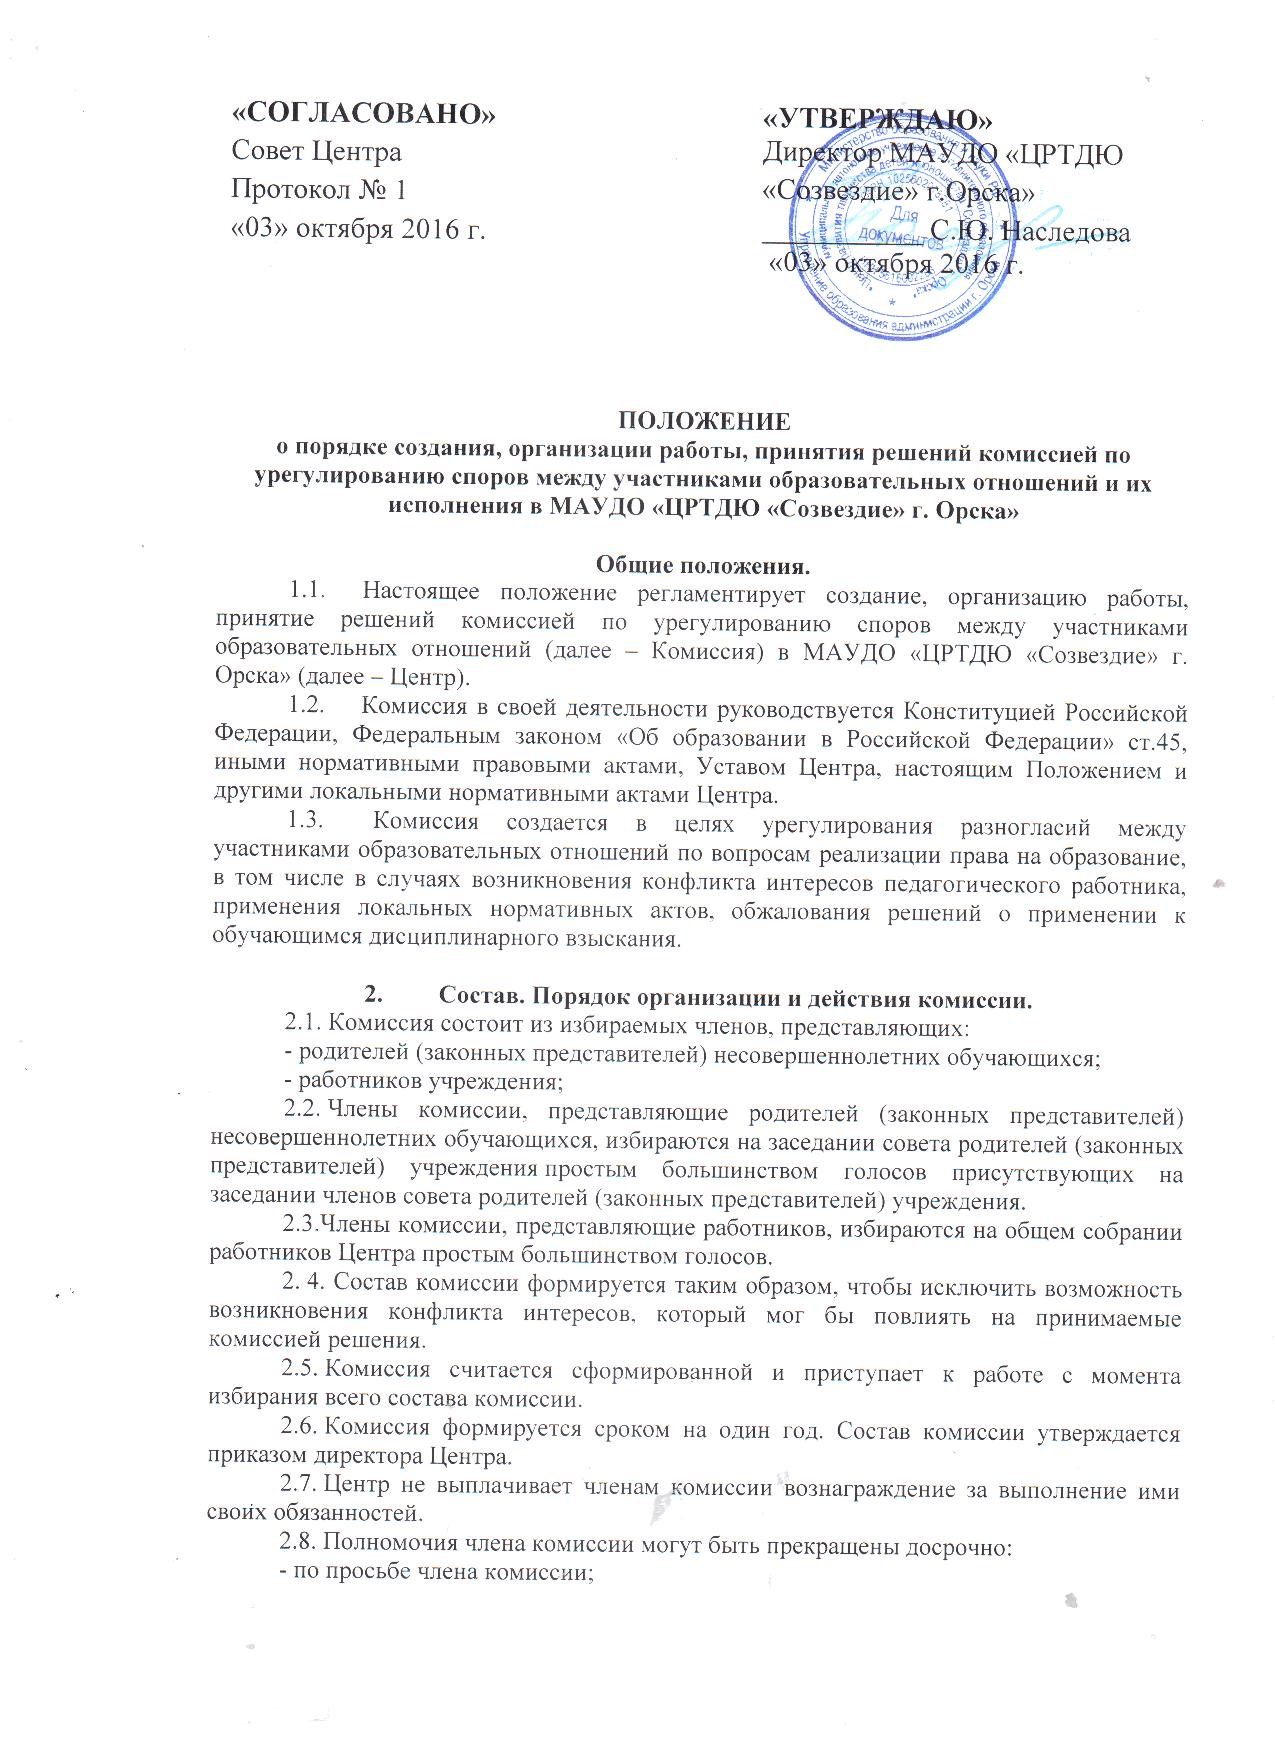 «СОГЛАСОВАНО»
Совет Центра
Протокол № 1
«03» октября 2016 г.
«УТВЕРЖДАЮ»
Директор МАУДО «ЦРТДЮ
«Созвездие» г.Орска»
____________ С.Ю. Наследова
«03» октября 2016 г.
Для
документов
Управление образования администрации г. Орска
ПОЛОЖЕНИЕ
о порядке создания, организации работы, принятия решений комиссией по
урегулированию споров между участниками образовательных отношений и их
исполнения в МАУДО «ЦРТДЮ «Созвездие» г. Орска»
Общие положения.
1.1. Настоящее положение регламентирует создание, организацию работы,
принятие решений комиссией по урегулированию споров между участниками
образовательных отношений (далее – Комиссия) в МАУДО «ЦРТДЮ «Созвездие» г.
Орска» (далее – Центр).
1.2. Комиссия в своей деятельности руководствуется Конституцией Российской
Федерации, Федеральным законом «Об образовании в Российской Федерации» ст.45,
иными нормативными правовыми актами, Уставом Центра, настоящим Положением и
другими локальными нормативными актами Центра.
1.3. Комиссия создается в целях урегулирования разногласий между
участниками образовательных отношений по вопросам реализации права на образование,
в том числе в случаях возникновения конфликта интересов педагогического работника,
применения локальных нормативных актов, обжалования решений о применении к
обучающимся дисциплинарного взыскания.
2. Состав. Порядок организации и действия комиссии.
2.1. Комиссия состоит из избираемых членов, представляющих:
- родителей (законных представителей) несовершеннолетних обучающихся;
- работников учреждения;
2.2. Члены комиссии, представляющие родителей (законных представителей)
несовершеннолетних обучающихся, избираются на заседании совета родителей (законных
представителей) учреждения простым большинством голосов присутствующих на
заседании членов совета родителей (законных представителей) учреждения.
2.3.Члены комиссии, представляющие работников, избираются на общем собрании
работников Центра простым большинством голосов.
2. 4. Состав комиссии формируется таким образом, чтобы исключить возможность
возникновения конфликта интересов, который мог бы повлиять на принимаемые
комиссией решения.
2.5. Комиссия считается сформированной и приступает к работе с момента
избирания всего состава комиссии.
2.6. Комиссия формируется сроком на один год. Состав комиссии утверждается
приказом директора Центра.
2.7. Центр не выплачивает членам комиссии вознаграждение за выполнение ими
своих обязанностей.
2.8. Полномочия члена комиссии могут быть прекращены досрочно:
- по просьбе члена комиссии;